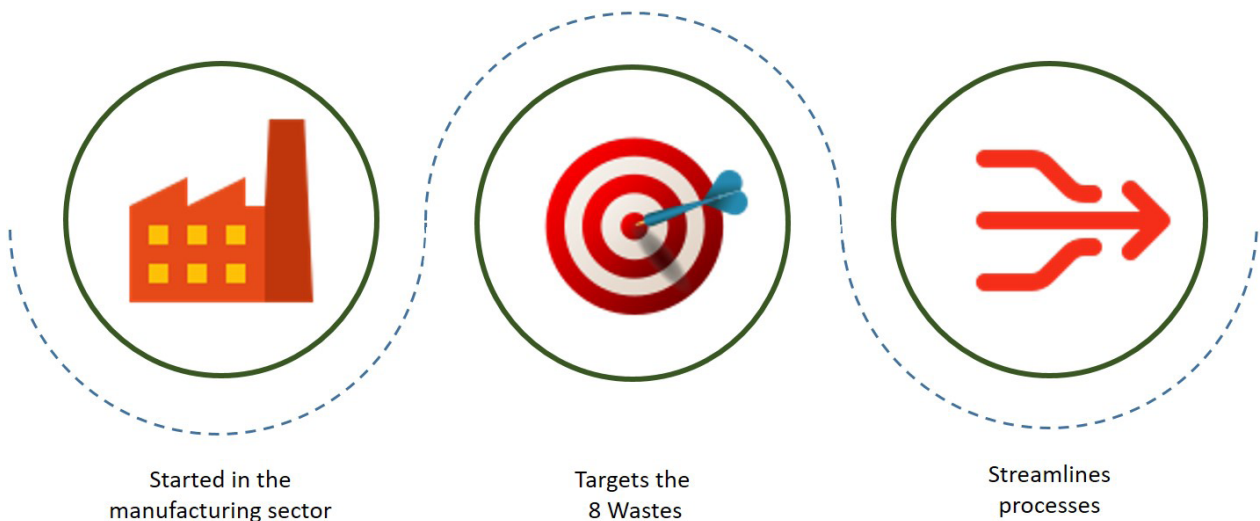 Started in the
manufacturing sector
Targets the
8 Wastes
Streamlines
processes